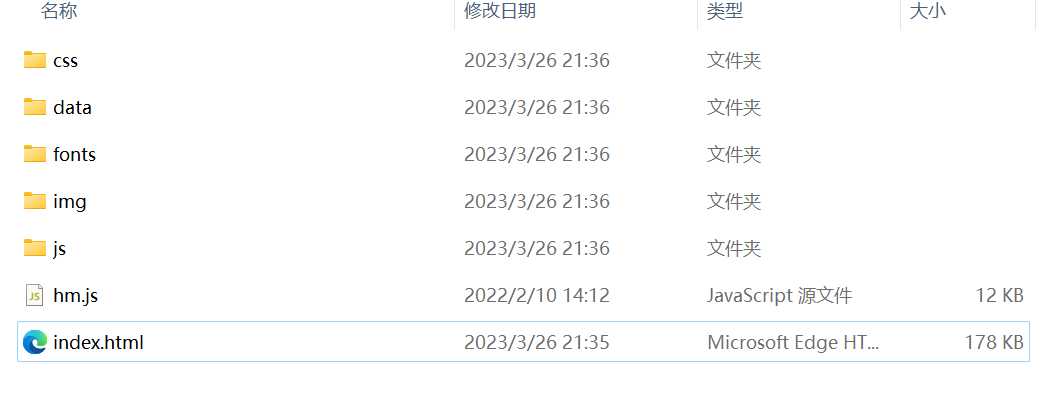 名称 修改日期 类型 大小
css 2023/3/26 21:36 文件夹
data 2023/3/26 21:36 文件夹
fonts 2023/3/26 21:36 文件夹
img 2023/3/26 21:36 文件夹
js 2023/3/26 21:36 文件夹
JS hm.js 2022/2/10 14:12 JavaScript 源文件 12 KB
index.html 2023/3/26 21:35 Microsoft Edge HT... 178 KB